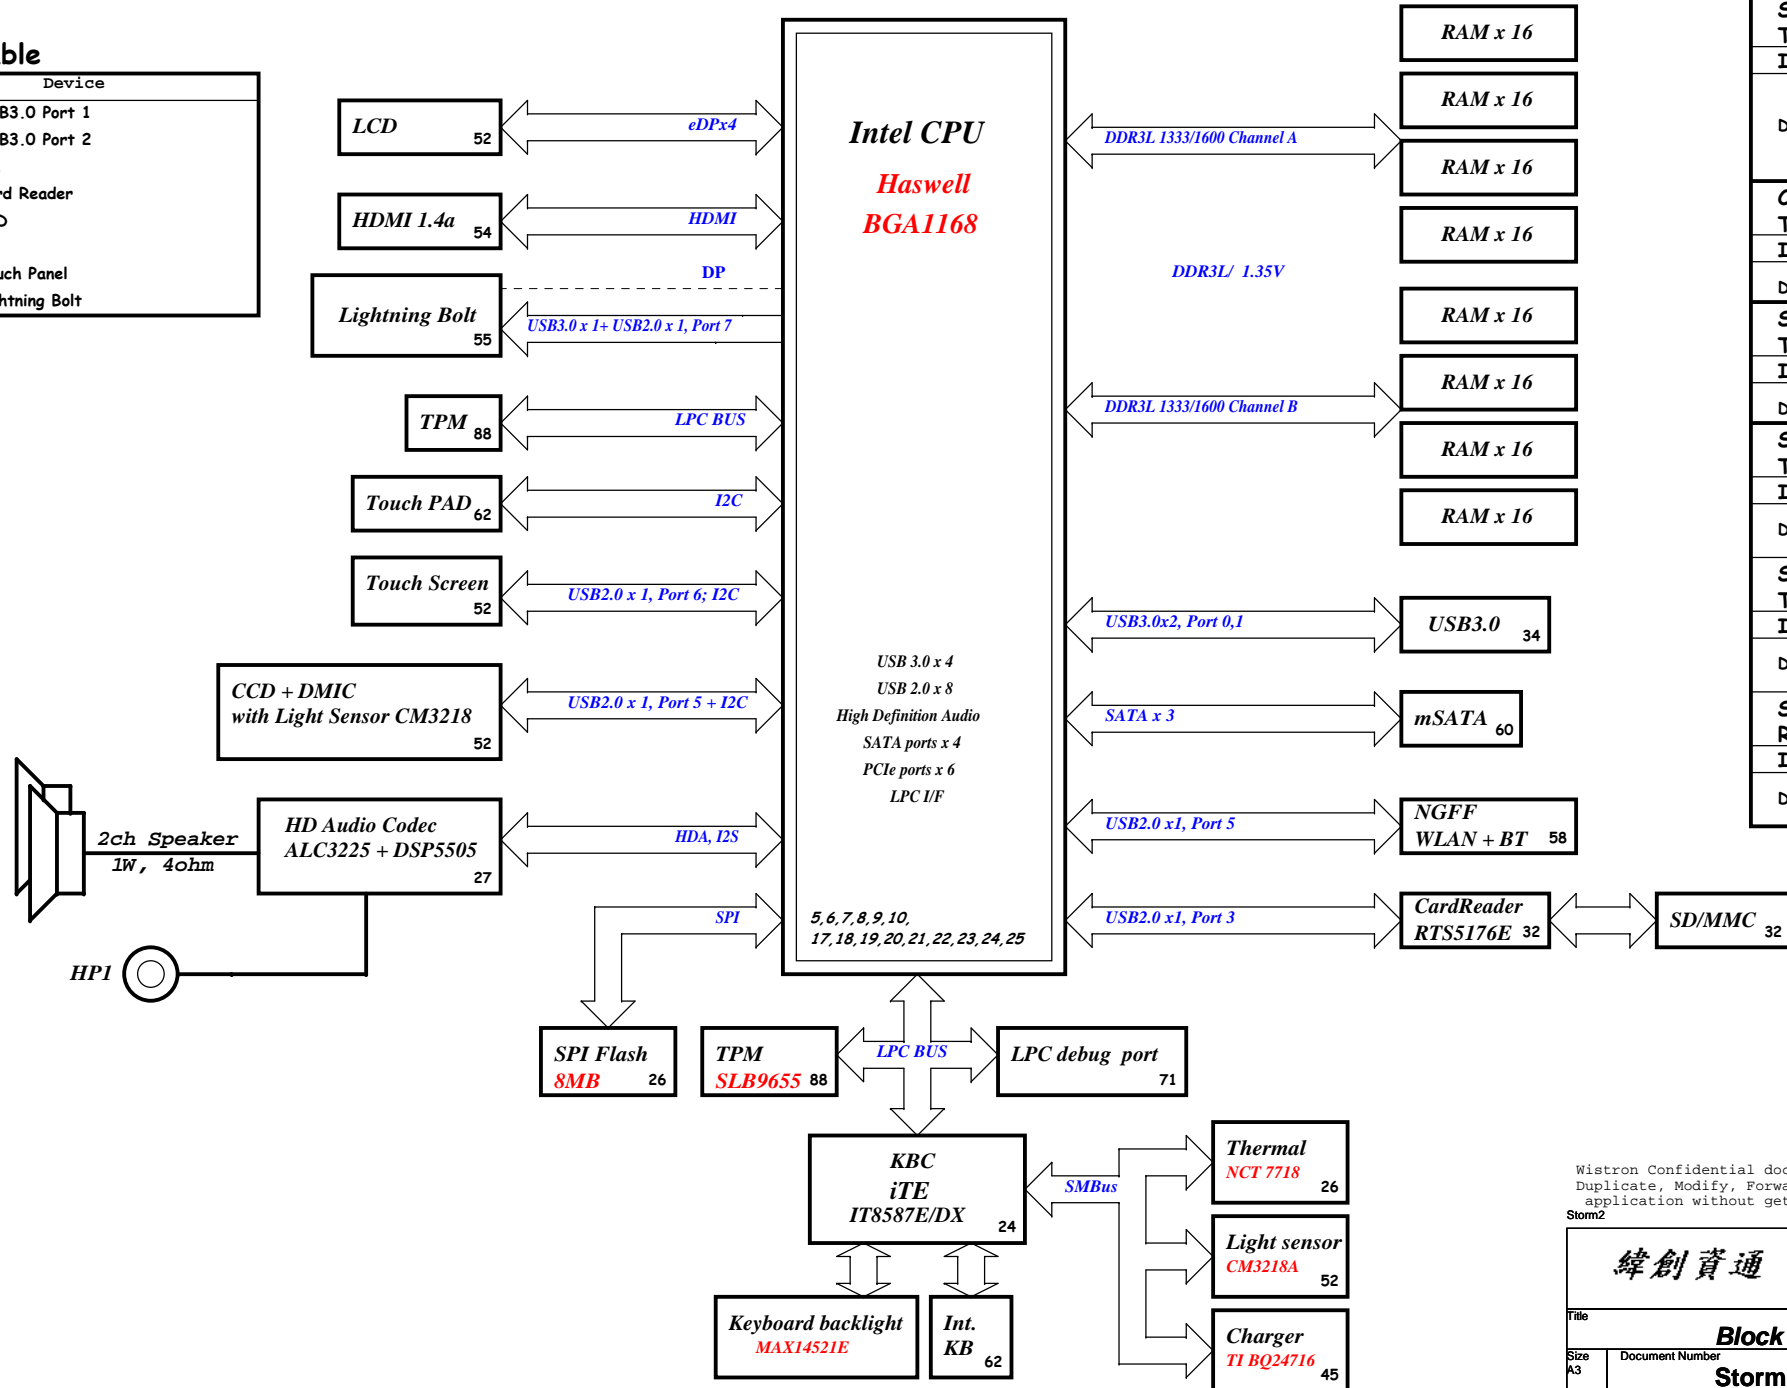 ble
Device
B3.0 Port 1
B3.0 Port 2
rd Reader
uch Panel
htning Bolt
LCD
52
eDPx4
HDMI 1.4a
54
HDMI
DP
Lightning Bolt
55
USB3.0 x 1+ USB2.0 x 1, Port 7
TPM
88
LPC BUS
Touch PAD
62
I2C
Touch Screen
52
USB2.0 x 1, Port 6; I2C
CCD + DMIC
with Light Sensor CM3218
52
USB2.0 x 1, Port 5 + I2C
2ch Speaker
1W, 4ohm
HD Audio Codec
ALC3225 + DSP5505
27
HDA, I2S
HP1
SPI
Intel CPU
Haswell
BGA1168
USB 3.0 x 4
USB 2.0 x 8
High Definition Audio
SATA ports x 4
PCIe ports x 6
LPC I/F
5,6,7,8,9,10,
17,18,19,20,21,22,23,24,25
RAM x 16
RAM x 16
DDR3L 1333/1600 Channel A
RAM x 16
RAM x 16
DDR3L/ 1.35V
RAM x 16
RAM x 16
DDR3L 1333/1600 Channel B
RAM x 16
RAM x 16
USB3.0x2, Port 0,1
USB3.0
34
SATA x 3
mSATA
60
USB2.0 x1, Port 5
NGFF
WLAN + BT
58
USB2.0 x1, Port 3
CardReader
RTS5176E
32
SD/MMC
32
SPI Flash
8MB
26
TPM
SLB9655
88
LPC BUS
LPC debug port
71
KBC
iTE
IT8587E/DX
24
SMBus
Thermal
NCT 7718
26
Light sensor
CM3218A
52
Charger
TI BQ24716
45
Keyboard backlight
MAX14521E
Int.
KB
62
Wistron Confidential doc
Duplicate, Modify, Forwa
application without get
Storm2
緯創資通
Title
Block
Size
A3
Document Number
Storm